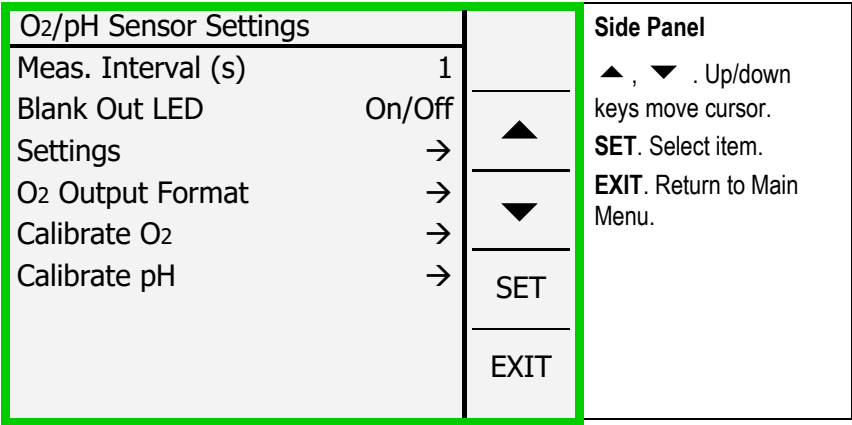 O2/pH Sensor Settings
Meas. Interval (s) 1
Blank Out LED On/Off
Settings →
O2 Output Format →
Calibrate O2 →
Calibrate pH →
▲
▼
SET
EXIT
Side Panel
▲ , ▼ . Up/down
keys move cursor.
SET. Select item.
EXIT. Return to Main
Menu.